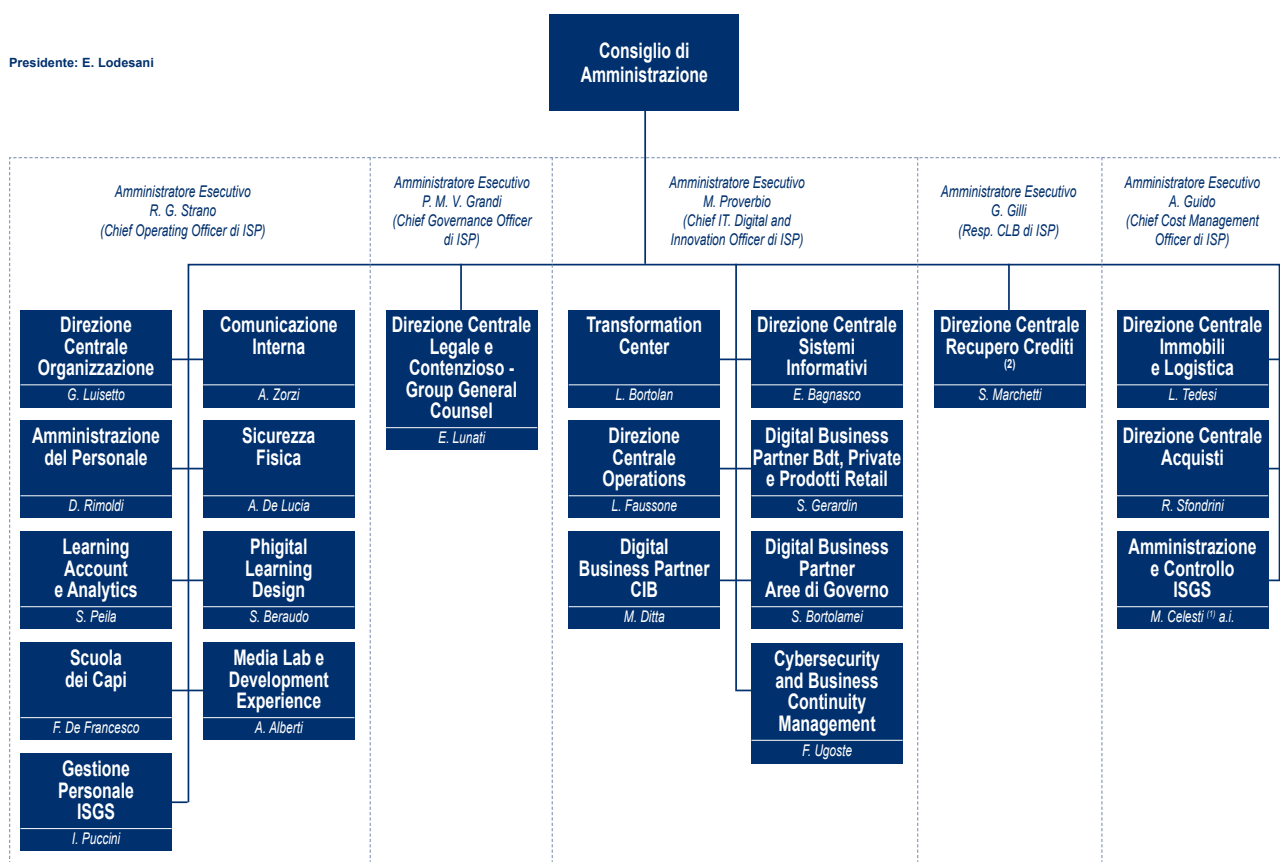 Presidente: E. Lodesani
Consiglio di
Amministrazione
Amministratore Esecutivo
R. G. Strano
(Chief Operating Officer di ISP)
Amministratore Esecutivo
P. M. V. Grandi
(Chief Governance Officer
di ISP)
Amministratore Esecutivo
M. Proverbio
(Chief IT. Digital and
Innovation Officer di ISP)
Amministratore Esecutivo
G. Gilli
(Resp. CLB di ISP)
Amministratore Esecutivo
A. Guido
(Chief Cost Management
Officer di ISP)
Direzione
Centrale
Organizzazione
G. Luisetto
Comunicazione
Interna
A. Zorzi
Direzione Centrale
Legale e
Contenzioso -
Group General
Counsel
E. Lunati
Transformation
Center
L. Bortolan
Direzione Centrale
Sistemi
Informativi
E. Bagnasco
Direzione Centrale
Recupero Crediti
(2)
S. Marchetti
Direzione Centrale
Immobili
e Logistica
L. Tedesi
Amministrazione
del Personale
D. Rimoldi
Sicurezza
Fisica
A. De Lucia
Direzione
Centrale
Operations
L. Faussone
Digital Business
Partner Bdt, Private
e Prodotti Retail
S. Gerardin
Direzione Centrale
Acquisti
R. Sfondrini
Learning
Account
e Analytics
S. Peila
Phigital
Learning
Design
S. Beraudo
Digital
Business Partner
CIB
M. Ditta
Digital Business
Partner
Aree di Governo
S. Bortolamei
Amministrazione
e Controllo
ISGS
M. Celesti (1) a.i.
Scuola
dei Capi
F. De Francesco
Media Lab e
Development
Experience
A. Alberti
Cybersecurity
and Business
Continuity
Management
F. Ugoste
Gestione
Personale
ISGS
I. Puccini